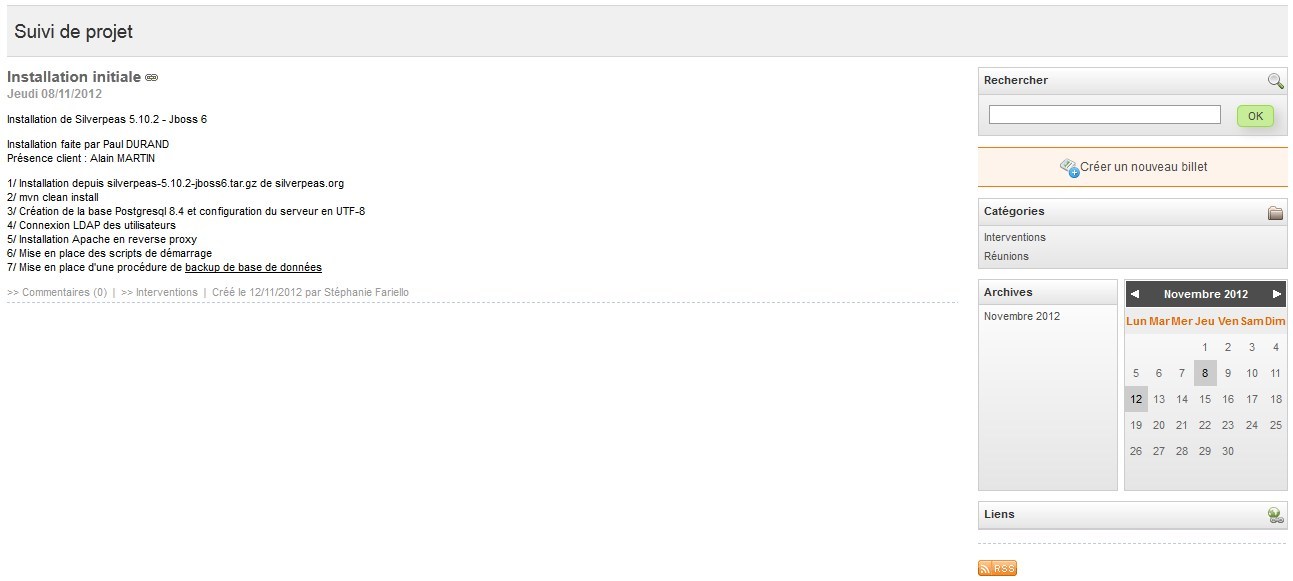 Suivi de projet
Installation initiale
Jeudi 08/11/2012
Installation de Silverpeas 5.10.2 - Jboss 6
Installation faite par Paul DURAND
Présence client : Alain MARTIN
1/ Installation depuis silverpeas-5.10.2-jboss6.tar.gz de silverpeas.org
2/ mvn clean install
3/ Création de la base Postgresql 8.4 et configuration du serveur en UTF-8
4/ Connexion LDAP des utilisateurs
5/ Installation Apache en reverse proxy
6/ Mise en place des scripts de démarrage
7/ Mise en place d'une procédure de backup de base de données
>> Commentaires (0) | >> Interventions | Créé le 12/11/2012 par Stéphanie Fariello
Rechercher
OK
Créer un nouveau billet
Catégories
Interventions
Réunions
Archives
Novembre 2012
Novembre 2012
Lun Mar Mer Jeu Ven Sam Dim
1 2 3 4
5 6 7 8 9 10 11
12 13 14 15 16 17 18
19 20 21 22 23 24 25
26 27 28 29 30
Liens
RSS